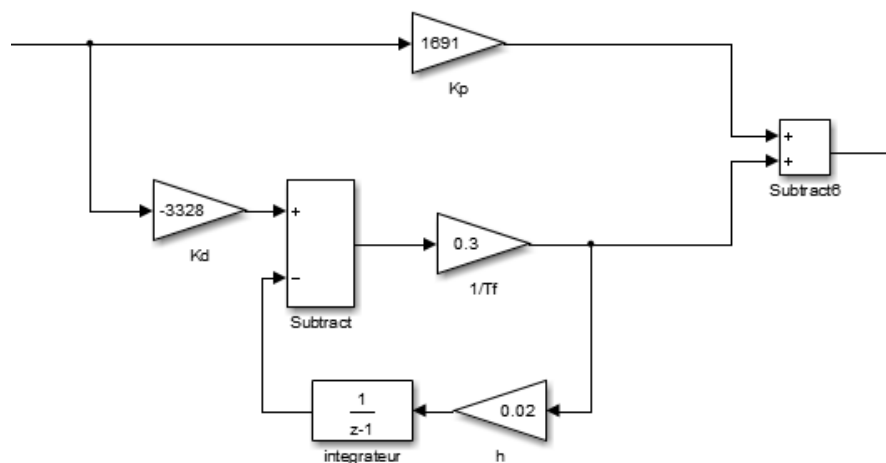 1691
Kp
+
+
Subtract6
-3328
Kd
+
−
Subtract
0.3
1/Tf
1
z-1
integrateur
0.02
h